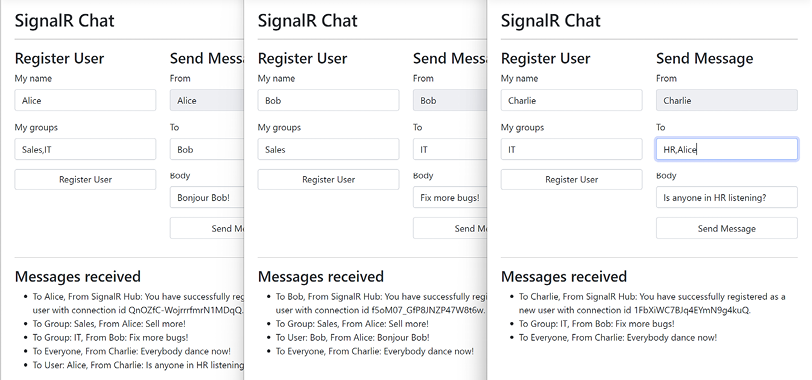 SignalR Chat
Register User
Send Messa
My name
From
Alice
Alice
My groups
To
Sales,IT
Bob
Register User
Body
Bonjour Bob!
Send M
Messages received
To Alice, From SignalR Hub: You have successfully reg
user with connection id QnOZfC-WojrrrfmrN1MDqQ.
To Group: Sales, From Alice: Sell more!
To Group: IT, From Bob: Fix more bugs!
To Everyone, From Charlie: Everybody dance now!
To User: Alice, From Charlie: Is anyone in HR listening
SignalR Chat
Register User
Send Messa
My name
From
Bob
Bob
My groups
To
Sales
IT
Register User
Body
Fix more bugs!
Send M
Messages received
To Bob, From SignalR Hub: You have successfully regi
user with connection id f5oM07_GfP8JNZP47W8t6w.
To Group: Sales, From Alice: Sell more!
To User: Bob, From Alice: Bonjour Bob!
To Everyone, From Charlie: Everybody dance now!
SignalR Chat
Register User
Send Message
My name
From
Charlie
Charlie
My groups
To
IT
HR,Alice
Register User
Body
Is anyone in HR listening?
Send Message
Messages received
To Charlie, From SignalR Hub: You have successfully registered as a
new user with connection id 1FbXiWC7BJq4EYmN9g4kuQ.
To Group: IT, From Bob: Fix more bugs!
To Everyone, From Charlie: Everybody dance now!